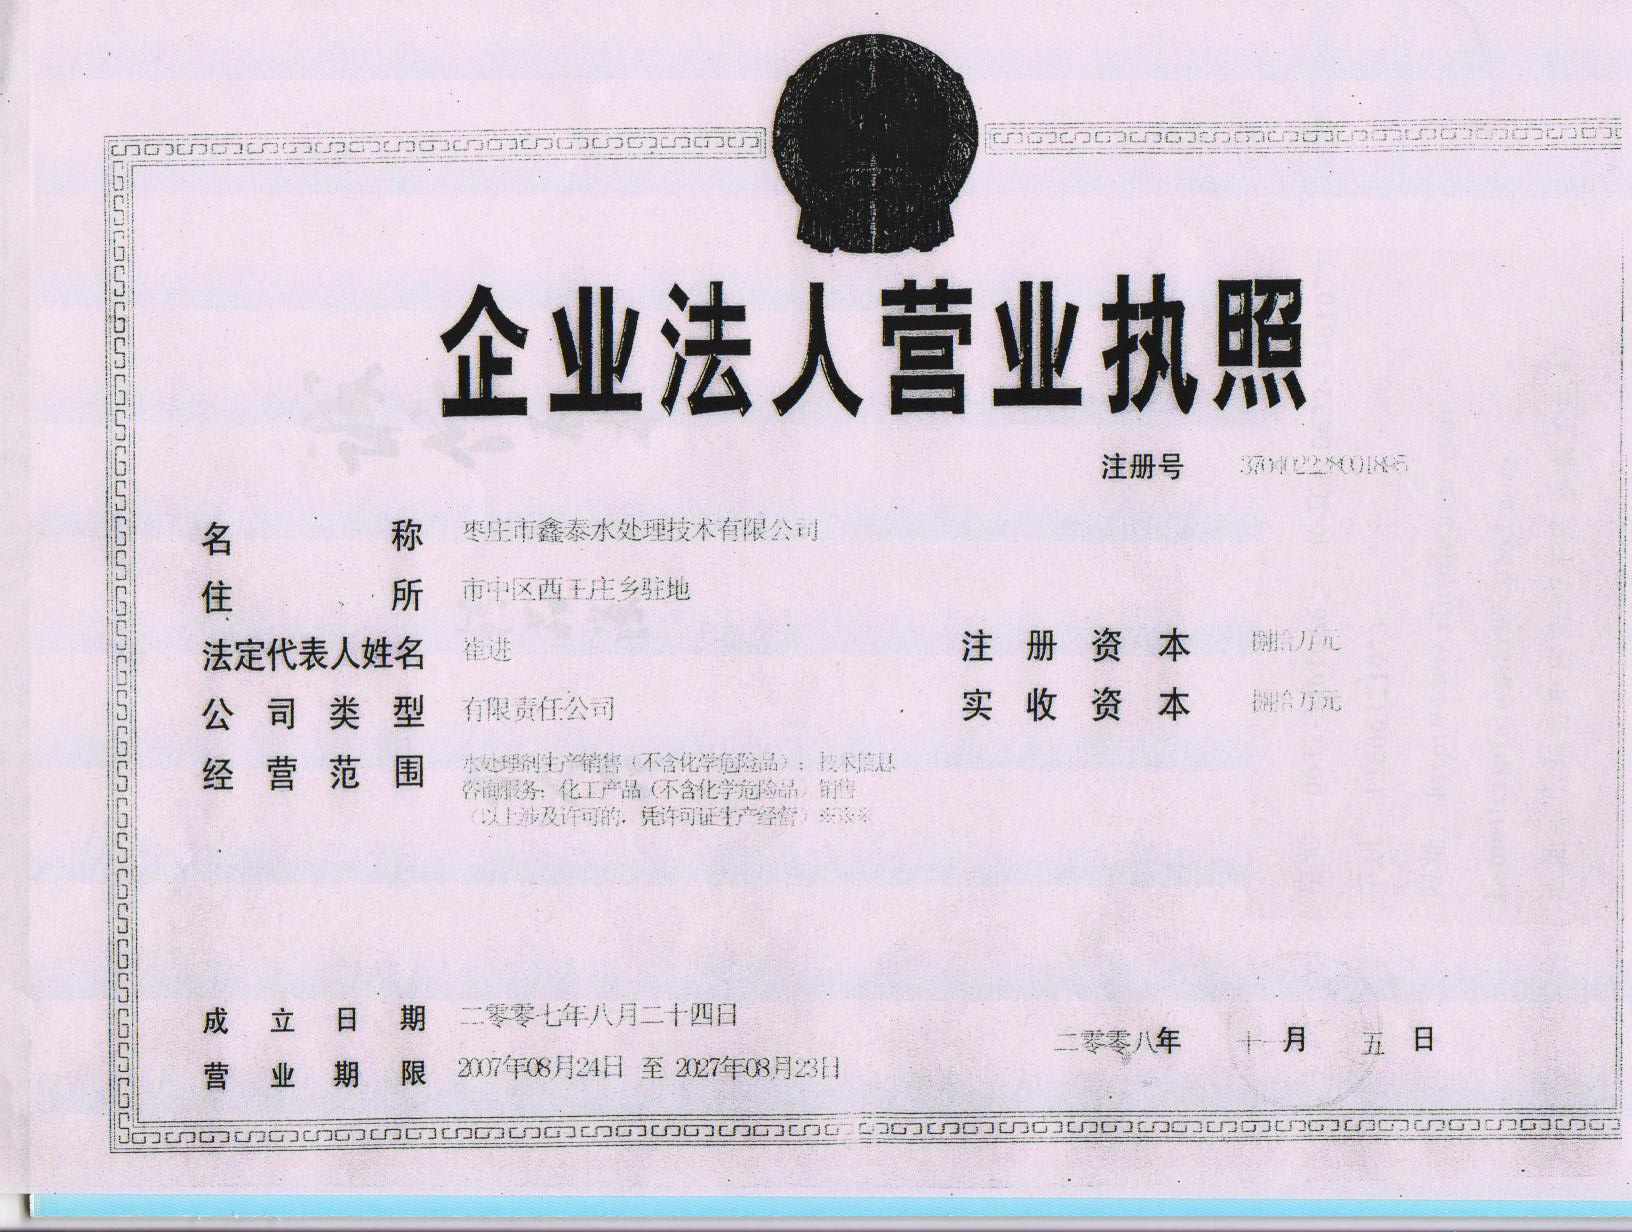 企业法人营业执照
注册号
名称 枣庄市鑫泰水处理技术有限公司
住所 市中区西王庄乡驻地
法定代表人姓名 崔进 注册资本 捌拾万元
公司类型 有限责任公司 实收资本 捌拾万元
经营范围 水处理剂生产销售（不含化学危险品）；技术信息
咨询服务；化工产品（不含化学危险品）销售
（以上涉及许可的，凭许可证生产经营）※※※
成立日期 二零零七年八月二十四日
二零零八年 十一月 五日
营业期限 2007年08月24日 至 2027年08月23日